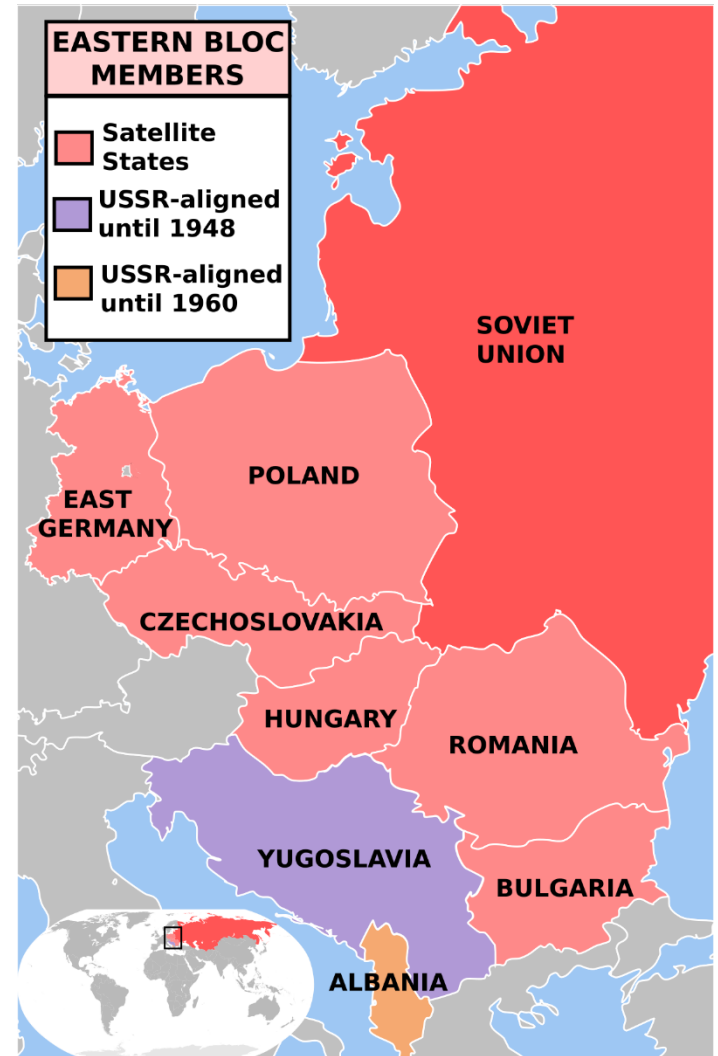 EASTERN BLOC
MEMBERS
Satellite
States
USSR-aligned
until 1948
USSR-aligned
until 1960
SOVIET
UNION
POLAND
EAST
GERMANY
CZECHOSLOVAKIA
HUNGARY
ROMANIA
YUGOSLAVIA
BULGARIA
ALBANIA